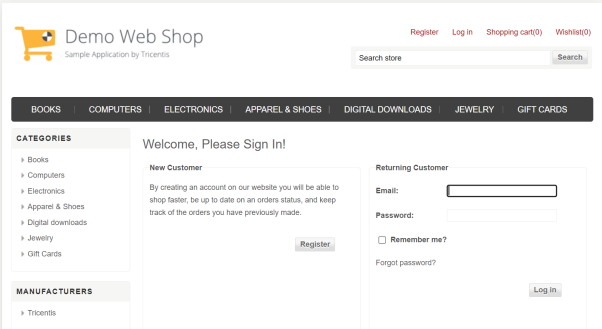 Demo Web Shop
Sample Application by Tricentis
Register Log in Shopping cart(0) Wishlist(0)
Search store Search
BOOKS COMPUTERS ELECTRONICS APPAREL & SHOES DIGITAL DOWNLOADS JEWELRY GIFT CARDS
CATEGORIES
Books
Computers
Electronics
Apparel & Shoes
Digital downloads
Jewelry
Gift Cards
MANUFACTURERS
Tricentis
Welcome, Please Sign In!
New Customer
By creating an account on our website you will be able to
shop faster, be up to date on an orders status, and keep
track of the orders you have previously made.
Register
Returning Customer
Email:
Password:
Remember me?
Forgot password?
Log in